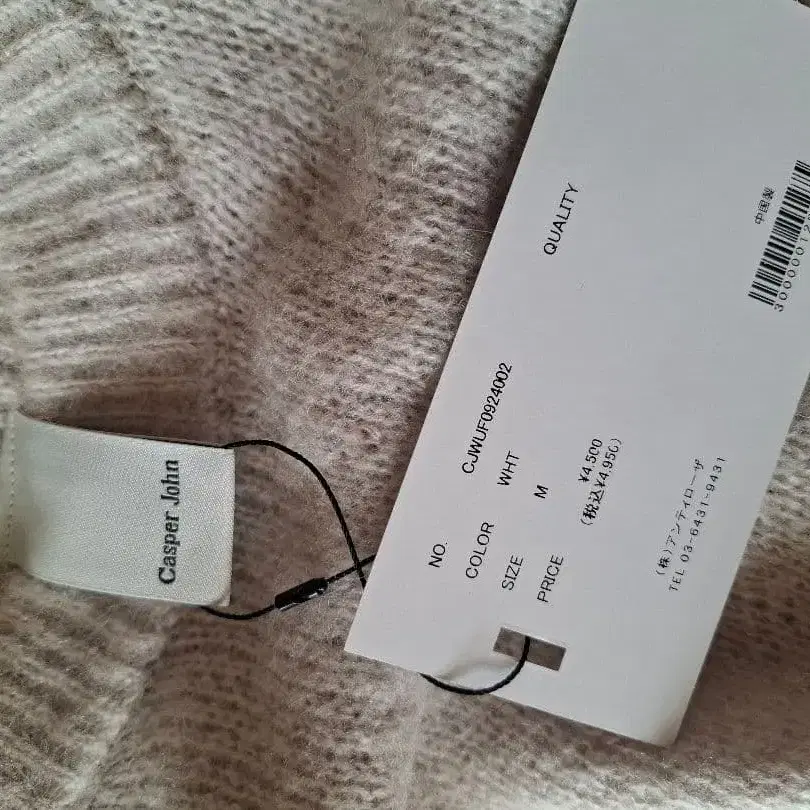 Casper John
NO. CJWUF0924002
COLOR WHT
SIZE M
PRICE ¥4,500
(税込¥4,950)
QUALITY
(株)アンティローザ
TEL 03-6431-9431
中国製
30000012